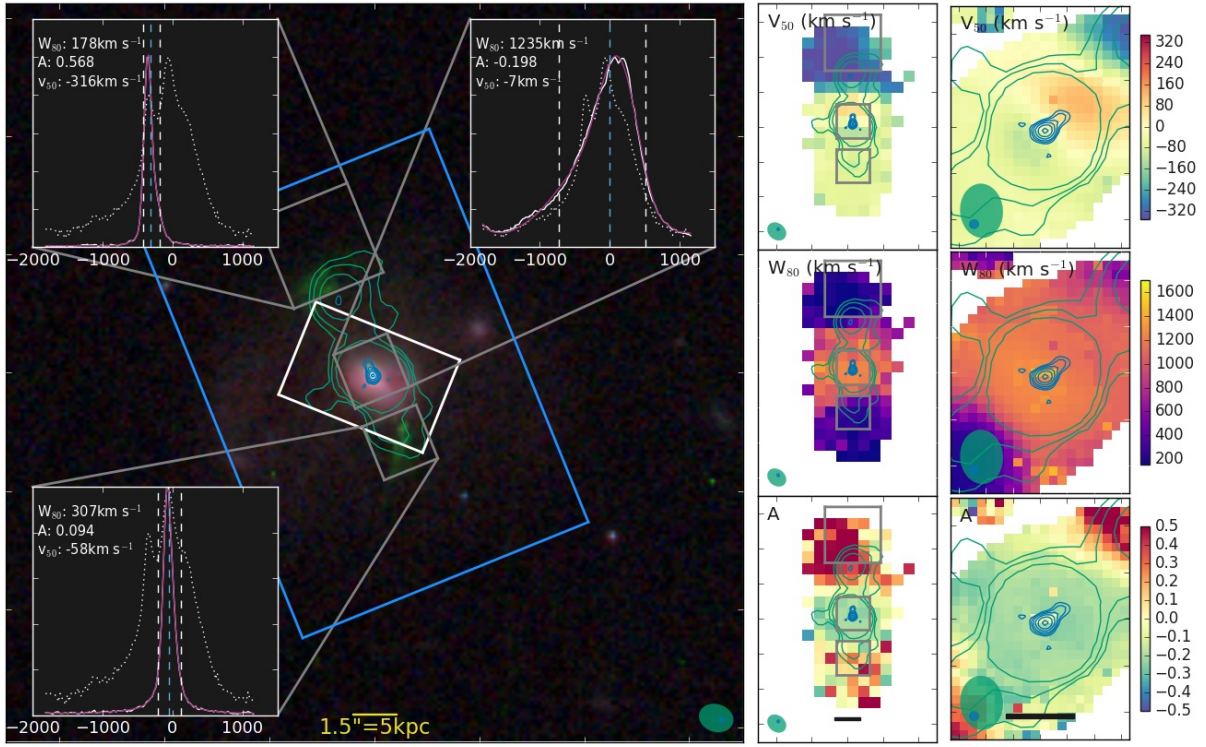 W₈₀: 178km s⁻¹
A: 0.568
v₅₀: -316km s⁻¹
−2000 −1000 0 1000
W₈₀: 1235km s⁻¹
A: -0.198
v₅₀: -7km s⁻¹
−2000 −1000 0 1000
W₈₀: 307km s⁻¹
A: 0.094
v₅₀: -58km s⁻¹
−2000 −1000 0 1000
1.5"=5kpc
V₅₀ (km s⁻¹)
V₅₀ (km s⁻¹)
320
240
160
80
0
−80
−160
−240
−320
W₈₀ (km s⁻¹)
W₈₀ (km s⁻¹)
1600
1400
1200
1000
800
600
400
200
A
A
0.5
0.4
0.3
0.2
0.1
0.0
−0.1
−0.2
−0.3
−0.4
−0.5